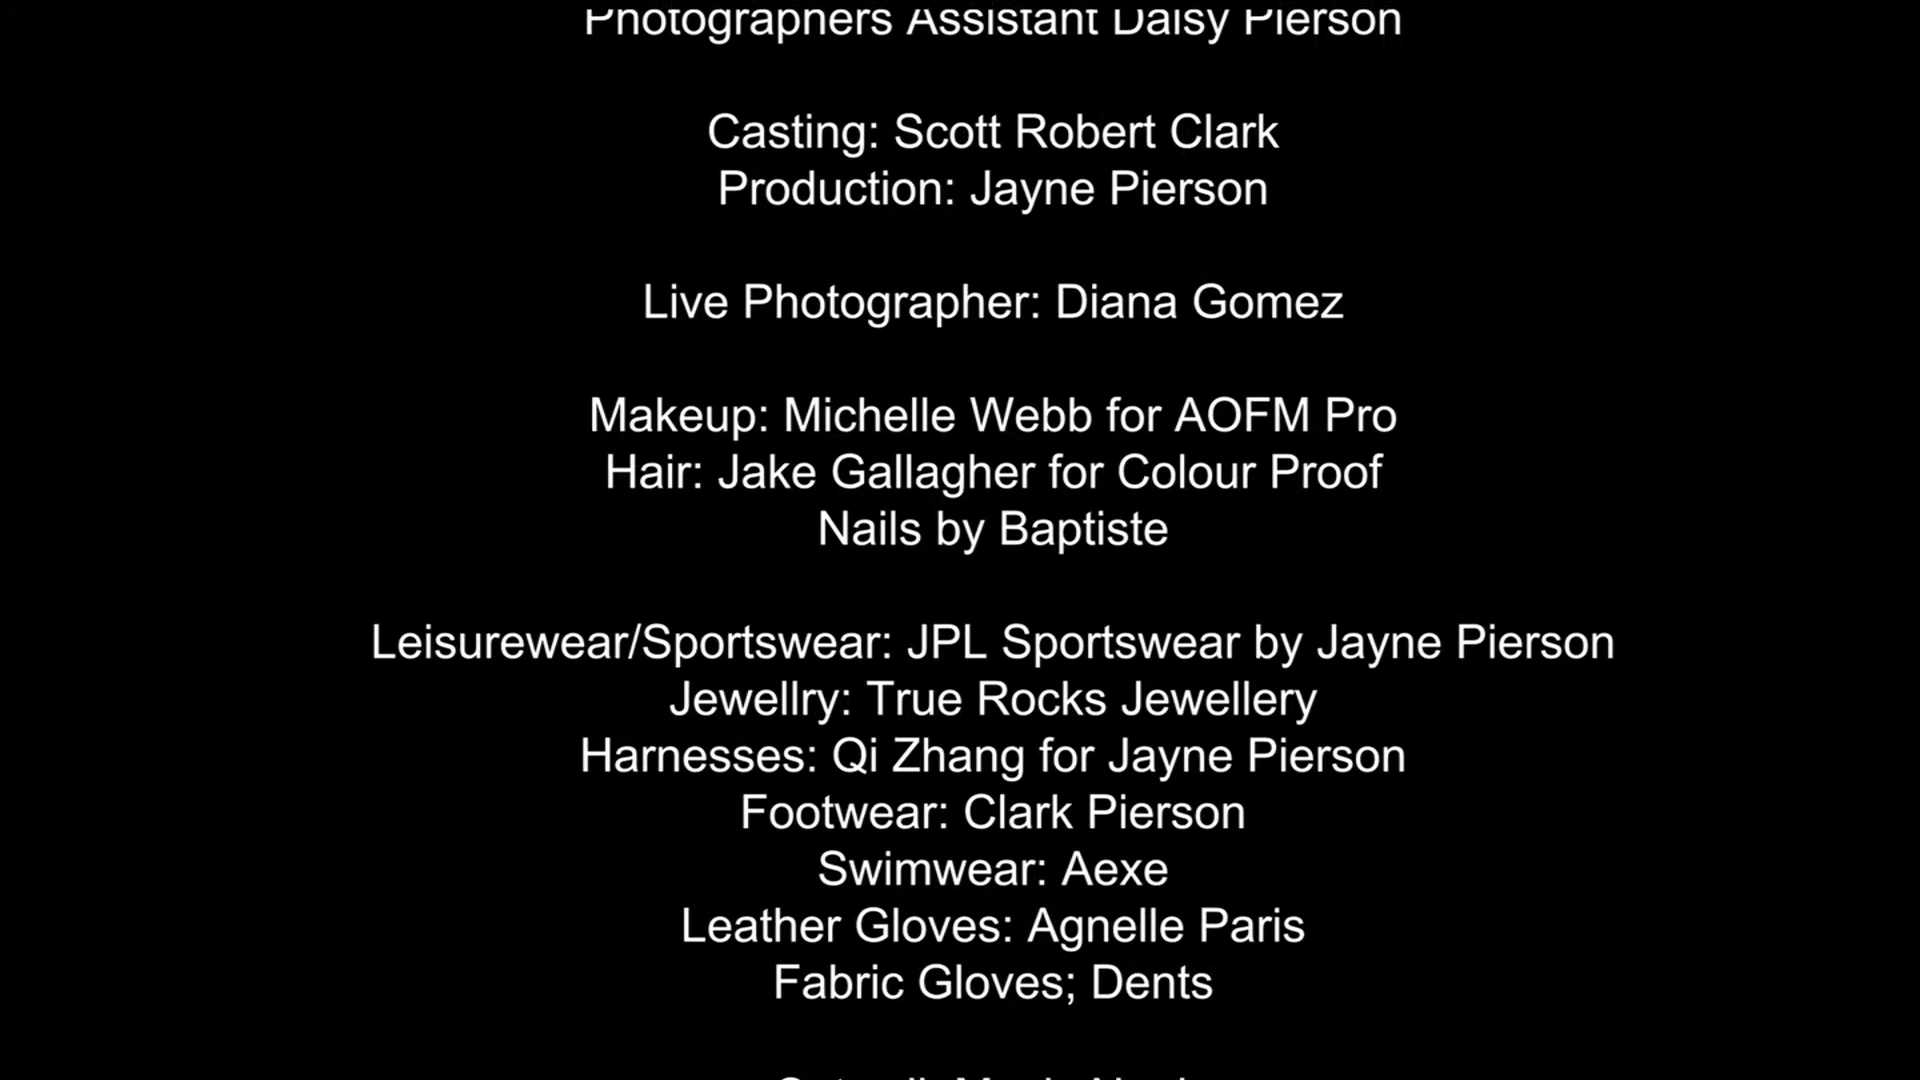 Photographers Assistant Daisy Pierson
Casting: Scott Robert Clark
Production: Jayne Pierson
Live Photographer: Diana Gomez
Makeup: Michelle Webb for AOFM Pro
Hair: Jake Gallagher for Colour Proof
Nails by Baptiste
Leisurewear/Sportswear: JPL Sportswear by Jayne Pierson
Jewellry: True Rocks Jewellery
Harnesses: Qi Zhang for Jayne Pierson
Footwear: Clark Pierson
Swimwear: Aexe
Leather Gloves: Agnelle Paris
Fabric Gloves; Dents